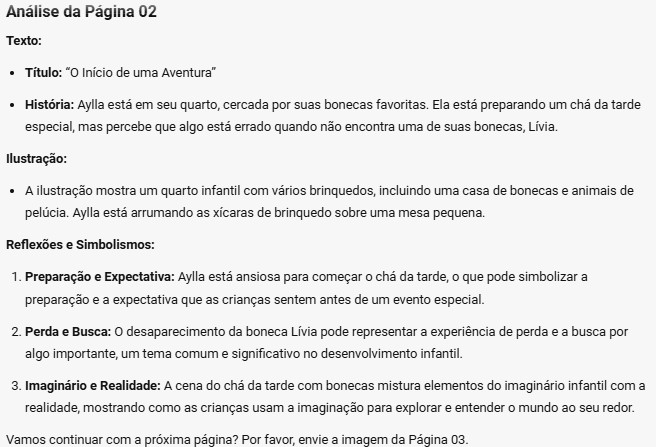 Análise da Página 02
Texto:
• Título: “O Início de uma Aventura”
• História: Aylla está em seu quarto, cercada por suas bonecas favoritas. Ela está preparando um chá da tarde
especial, mas percebe que algo está errado quando não encontra uma de suas bonecas, Lívia.
Ilustração:
• A ilustração mostra um quarto infantil com vários brinquedos, incluindo uma casa de bonecas e animais de
pelúcia. Aylla está arrumando as xícaras de brinquedo sobre uma mesa pequena.
Reflexões e Simbolismos:
1. Preparação e Expectativa: Aylla está ansiosa para começar o chá da tarde, o que pode simbolizar a
preparação e a expectativa que as crianças sentem antes de um evento especial.
2. Perda e Busca: O desaparecimento da boneca Lívia pode representar a experiência de perda e a busca por
algo importante, um tema comum e significativo no desenvolvimento infantil.
3. Imaginário e Realidade: A cena do chá da tarde com bonecas mistura elementos do imaginário infantil com a
realidade, mostrando como as crianças usam a imaginação para explorar e entender o mundo ao seu redor.
Vamos continuar com a próxima página? Por favor, envie a imagem da Página 03.